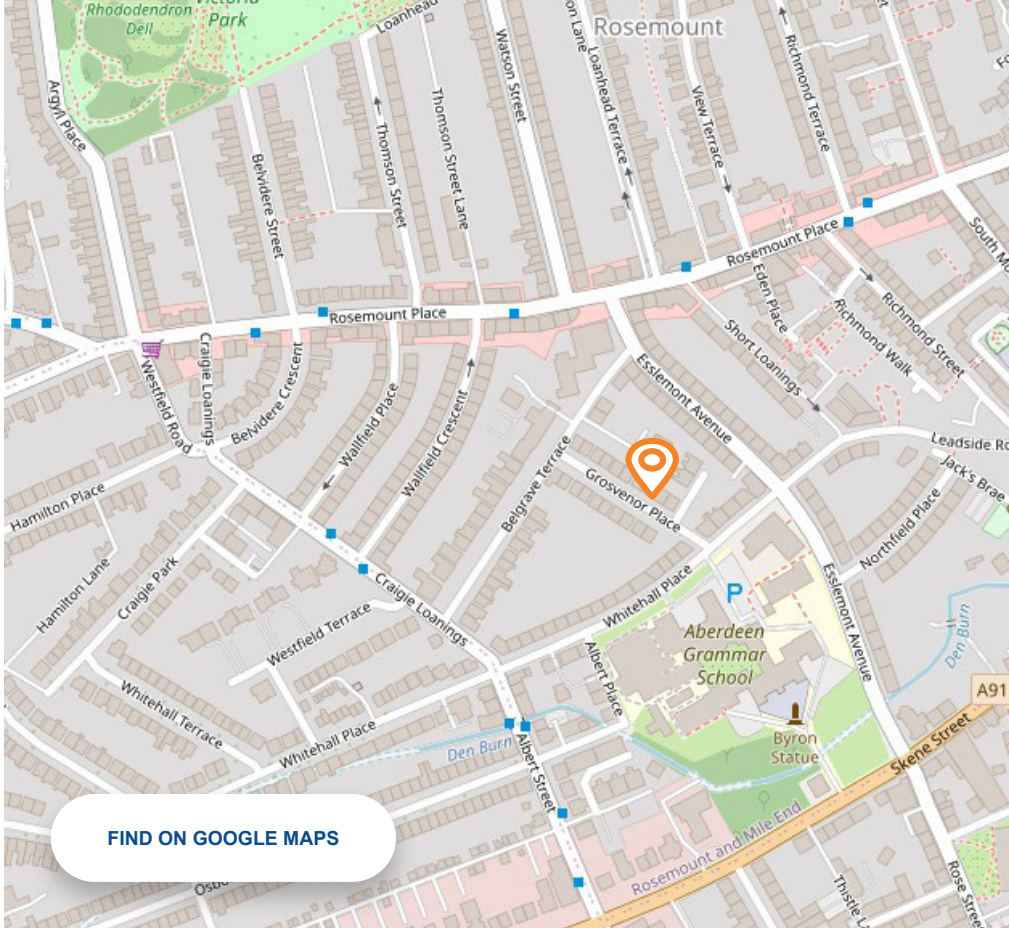 Rhododendron
Dell
Victoria
Park
Loanhead
Rosemount
Argyll Place
Belvidere Street
Thomson Street
Thomson Street Lane
Watson Street
Loanhead Terrace
View Terrace
Richmond Terrace
Rosemount Place
Rosemount Place
Eden Place
Short Loanings
Richmond Walk
Richmond Street
Westfield Road
Craigie Loanings
Belvidere Crescent
Wallfield Place
Wallfield Crescent
Belgrave Terrace
Esslemont Avenue
Grosvenor Place
Leadside
Jack's Brae
Northfield Place
Hamilton Place
Hamilton Lane
Craigie Park
Craigie Loanings
Westfield Terrace
Whitehall Place
P
Aberdeen
Grammar
School
Esslemont Avenue
Den Burn
Albert Place
Whitehall Terrace
Whitehall Place
Den Burn
Albert Street
Byron
Statue
A91
Skene Street
FIND ON GOOGLE MAPS
Rosemount and Mile End
Rose Street
Thistle